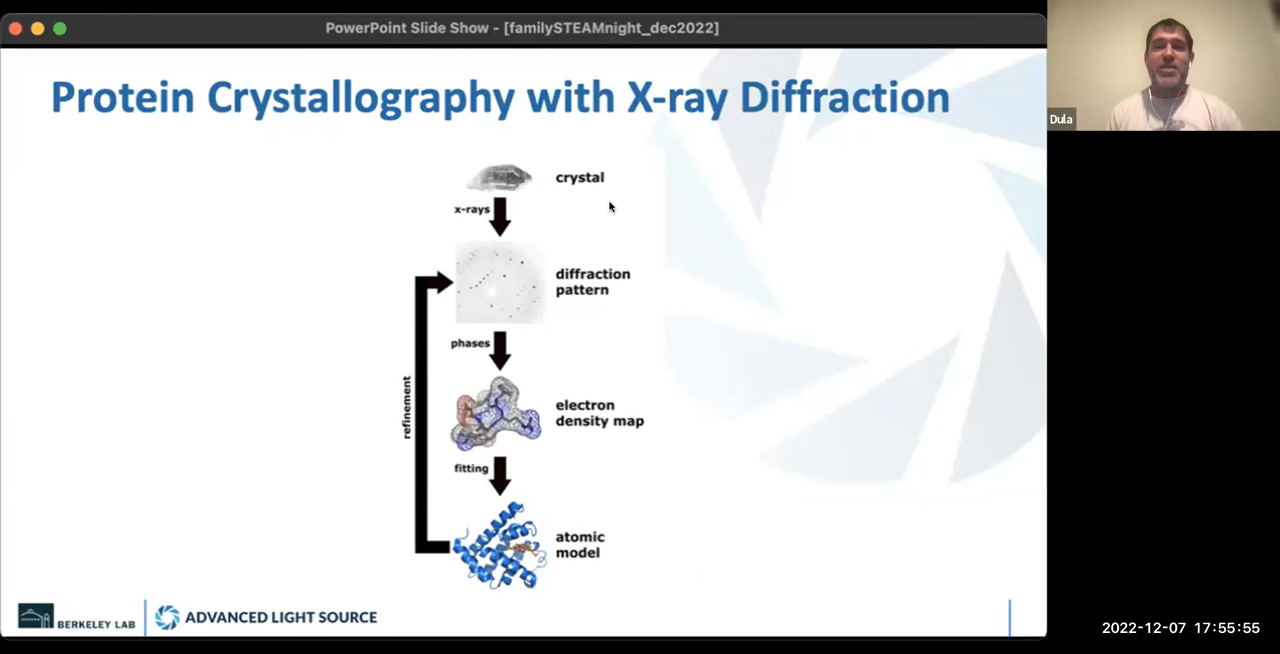 PowerPoint Slide Show - [familySTEAMnight_dec2022]
Protein Crystallography with X-ray Diffraction
Dula
crystal
x-rays
diffraction
pattern
phases
refinement
electron
density map
fitting
atomic
model
BERKELEY LAB
ADVANCED LIGHT SOURCE
2022-12-07 17:55:55